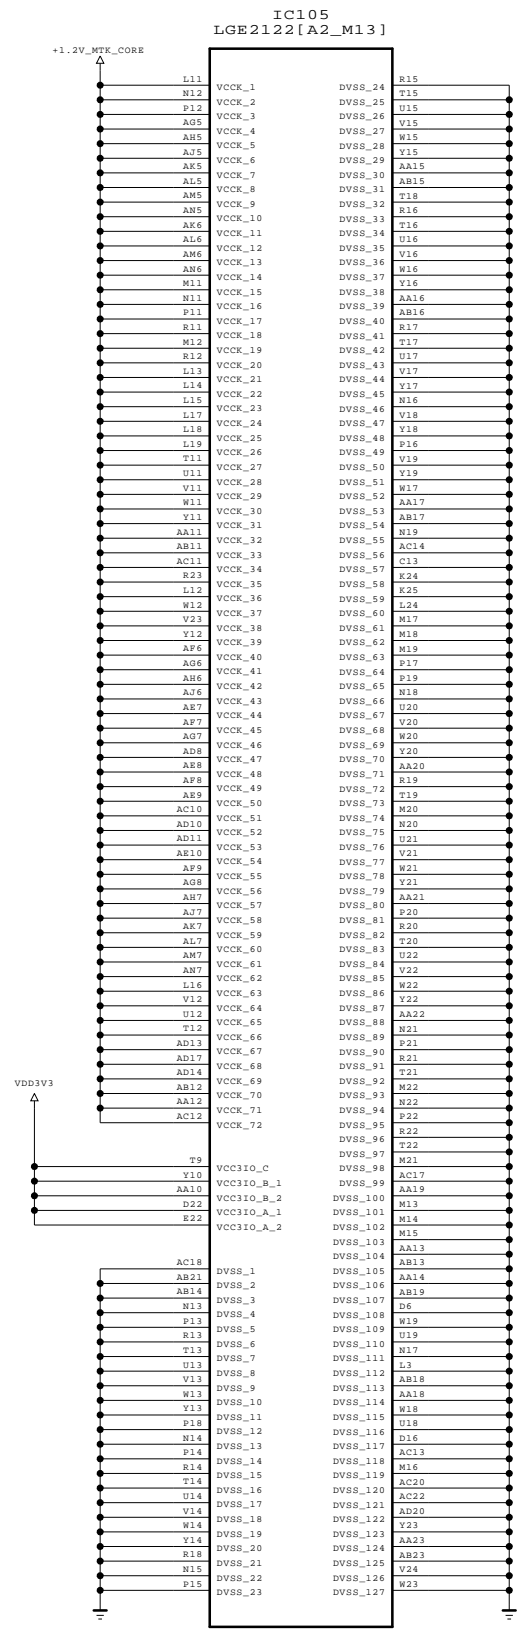 IC105
LGE2122[A2_M13]
+1.2V_MTK_CORE
L11 VCCK_1
N12 VCCK_2
P12 VCCK_3
AG5 VCCK_4
AH5 VCCK_5
AJ5 VCCK_6
AK5 VCCK_7
AL5 VCCK_8
AM5 VCCK_9
AN5 VCCK_10
AK6 VCCK_11
AL6 VCCK_12
AM6 VCCK_13
AN6 VCCK_14
M11 VCCK_15
N11 VCCK_16
P11 VCCK_17
R11 VCCK_18
M12 VCCK_19
R12 VCCK_20
L13 VCCK_21
L14 VCCK_22
L15 VCCK_23
L17 VCCK_24
L18 VCCK_25
L19 VCCK_26
T11 VCCK_27
U11 VCCK_28
V11 VCCK_29
W11 VCCK_30
Y11 VCCK_31
AA11 VCCK_32
AB11 VCCK_33
AC11 VCCK_34
R23 VCCK_35
L12 VCCK_36
W12 VCCK_37
V23 VCCK_38
Y12 VCCK_39
AF6 VCCK_40
AG6 VCCK_41
AH6 VCCK_42
AJ6 VCCK_43
AE7 VCCK_44
AF7 VCCK_45
AG7 VCCK_46
AD8 VCCK_47
AE8 VCCK_48
AF8 VCCK_49
AE9 VCCK_50
AC10 VCCK_51
AD10 VCCK_52
AD11 VCCK_53
AE10 VCCK_54
AF9 VCCK_55
AG8 VCCK_56
AH7 VCCK_57
AJ7 VCCK_58
AK7 VCCK_59
AL7 VCCK_60
AM7 VCCK_61
AN7 VCCK_62
L16 VCCK_63
V12 VCCK_64
U12 VCCK_65
T12 VCCK_66
AD13 VCCK_67
AD17 VCCK_68
AD14 VCCK_69
AB12 VCCK_70
AA12 VCCK_71
AC12 VCCK_72
VDD3V3
T9 VCC3IO_C
Y10 VCC3IO_B_1
AA10 VCC3IO_B_2
D22 VCC3IO_A_1
E22 VCC3IO_A_2
AC18 DVSS_1
AB21 DVSS_2
AB14 DVSS_3
N13 DVSS_4
P13 DVSS_5
R13 DVSS_6
T13 DVSS_7
U13 DVSS_8
V13 DVSS_9
W13 DVSS_10
Y13 DVSS_11
P18 DVSS_12
N14 DVSS_13
P14 DVSS_14
R14 DVSS_15
T14 DVSS_16
U14 DVSS_17
V14 DVSS_18
W14 DVSS_19
Y14 DVSS_20
R18 DVSS_21
N15 DVSS_22
P15 DVSS_23
DVSS_24 R15
DVSS_25 T15
DVSS_26 U15
DVSS_27 V15
DVSS_28 W15
DVSS_29 Y15
DVSS_30 AA15
DVSS_31 AB15
DVSS_32 T18
DVSS_33 R16
DVSS_34 T16
DVSS_35 U16
DVSS_36 V16
DVSS_37 W16
DVSS_38 Y16
DVSS_39 AA16
DVSS_40 AB16
DVSS_41 R17
DVSS_42 T17
DVSS_43 U17
DVSS_44 V17
DVSS_45 Y17
DVSS_46 N16
DVSS_47 V18
DVSS_48 Y18
DVSS_49 P16
DVSS_50 V19
DVSS_51 Y19
DVSS_52 W17
DVSS_53 AA17
DVSS_54 AB17
DVSS_55 N19
DVSS_56 AC14
DVSS_57 C13
DVSS_58 K24
DVSS_59 K25
DVSS_60 L24
DVSS_61 M17
DVSS_62 M18
DVSS_63 M19
DVSS_64 P17
DVSS_65 P19
DVSS_66 N18
DVSS_67 U20
DVSS_68 V20
DVSS_69 W20
DVSS_70 Y20
DVSS_71 AA20
DVSS_72 R19
DVSS_73 T19
DVSS_74 M20
DVSS_75 N20
DVSS_76 U21
DVSS_77 V21
DVSS_78 W21
DVSS_79 Y21
DVSS_80 AA21
DVSS_81 P20
DVSS_82 R20
DVSS_83 T20
DVSS_84 U22
DVSS_85 V22
DVSS_86 W22
DVSS_87 Y22
DVSS_88 AA22
DVSS_89 N21
DVSS_90 P21
DVSS_91 R21
DVSS_92 T21
DVSS_93 M22
DVSS_94 N22
DVSS_95 P22
DVSS_96 R22
DVSS_97 T22
DVSS_98 M21
DVSS_99 AC17
DVSS_100 AA19
DVSS_101 M13
DVSS_102 M14
DVSS_103 M15
DVSS_104 AA13
DVSS_105 AB13
DVSS_106 AA14
DVSS_107 AB19
DVSS_108 D6
DVSS_109 W19
DVSS_110 U19
DVSS_111 N17
DVSS_112 L3
DVSS_113 AB18
DVSS_114 AA18
DVSS_115 W18
DVSS_116 U18
DVSS_117 D16
DVSS_118 AC13
DVSS_119 M16
DVSS_120 AC20
DVSS_121 AC22
DVSS_122 AD20
DVSS_123 Y23
DVSS_124 AA23
DVSS_125 AB23
DVSS_126 V24
DVSS_127 W23